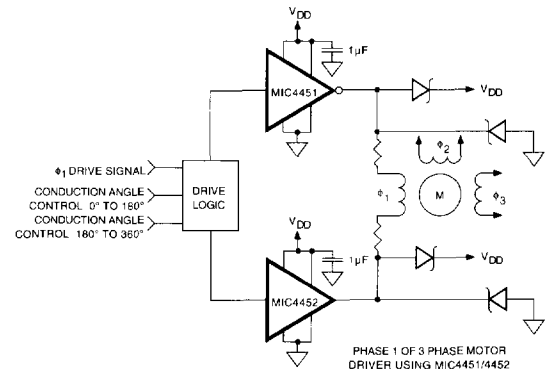 VDD
1µF
MIC4451
VDD
ϕ2
ϕ1 DRIVE SIGNAL
CONDUCTION ANGLE
CONTROL 0° TO 180°
CONDUCTION ANGLE
CONTROL 180° TO 360°
DRIVE
LOGIC
ϕ1
M
ϕ3
VDD
1µF
VDD
MIC4452
PHASE 1 OF 3 PHASE MOTOR
DRIVER USING MIC4451/4452